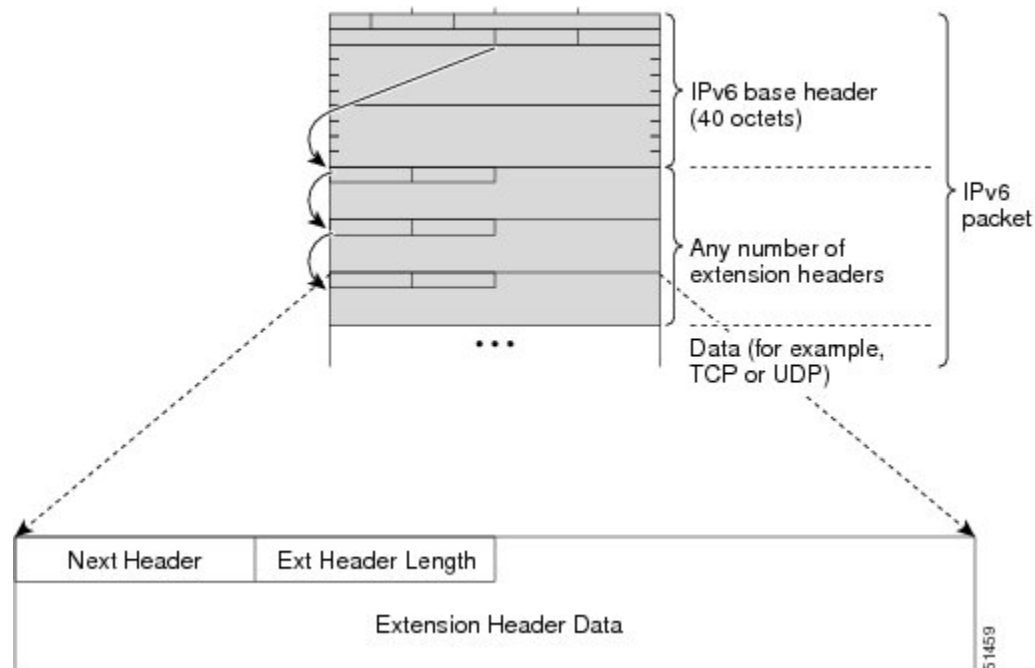 IPv6 base header
(40 octets)
IPv6
packet
Any number of
extension headers
Data (for example,
TCP or UDP)
•••
Next Header
Ext Header Length
Extension Header Data
51459